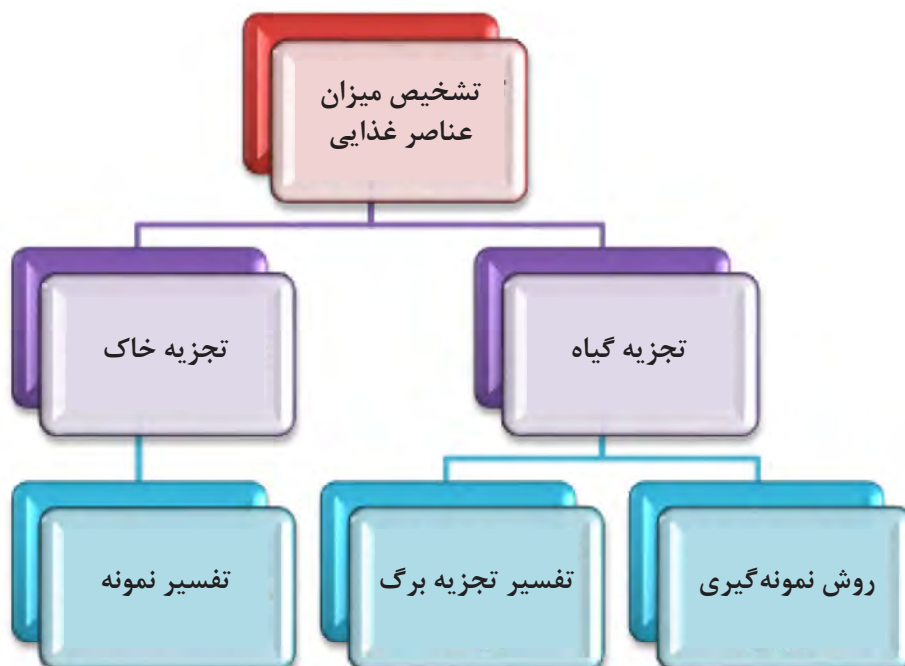 تشخیص میزان
عناصر غذایی
تجزیه گیاه
تجزیه خاک
روش نمونه‌گیری
تفسیر تجزیه برگ
تفسیر نمونه